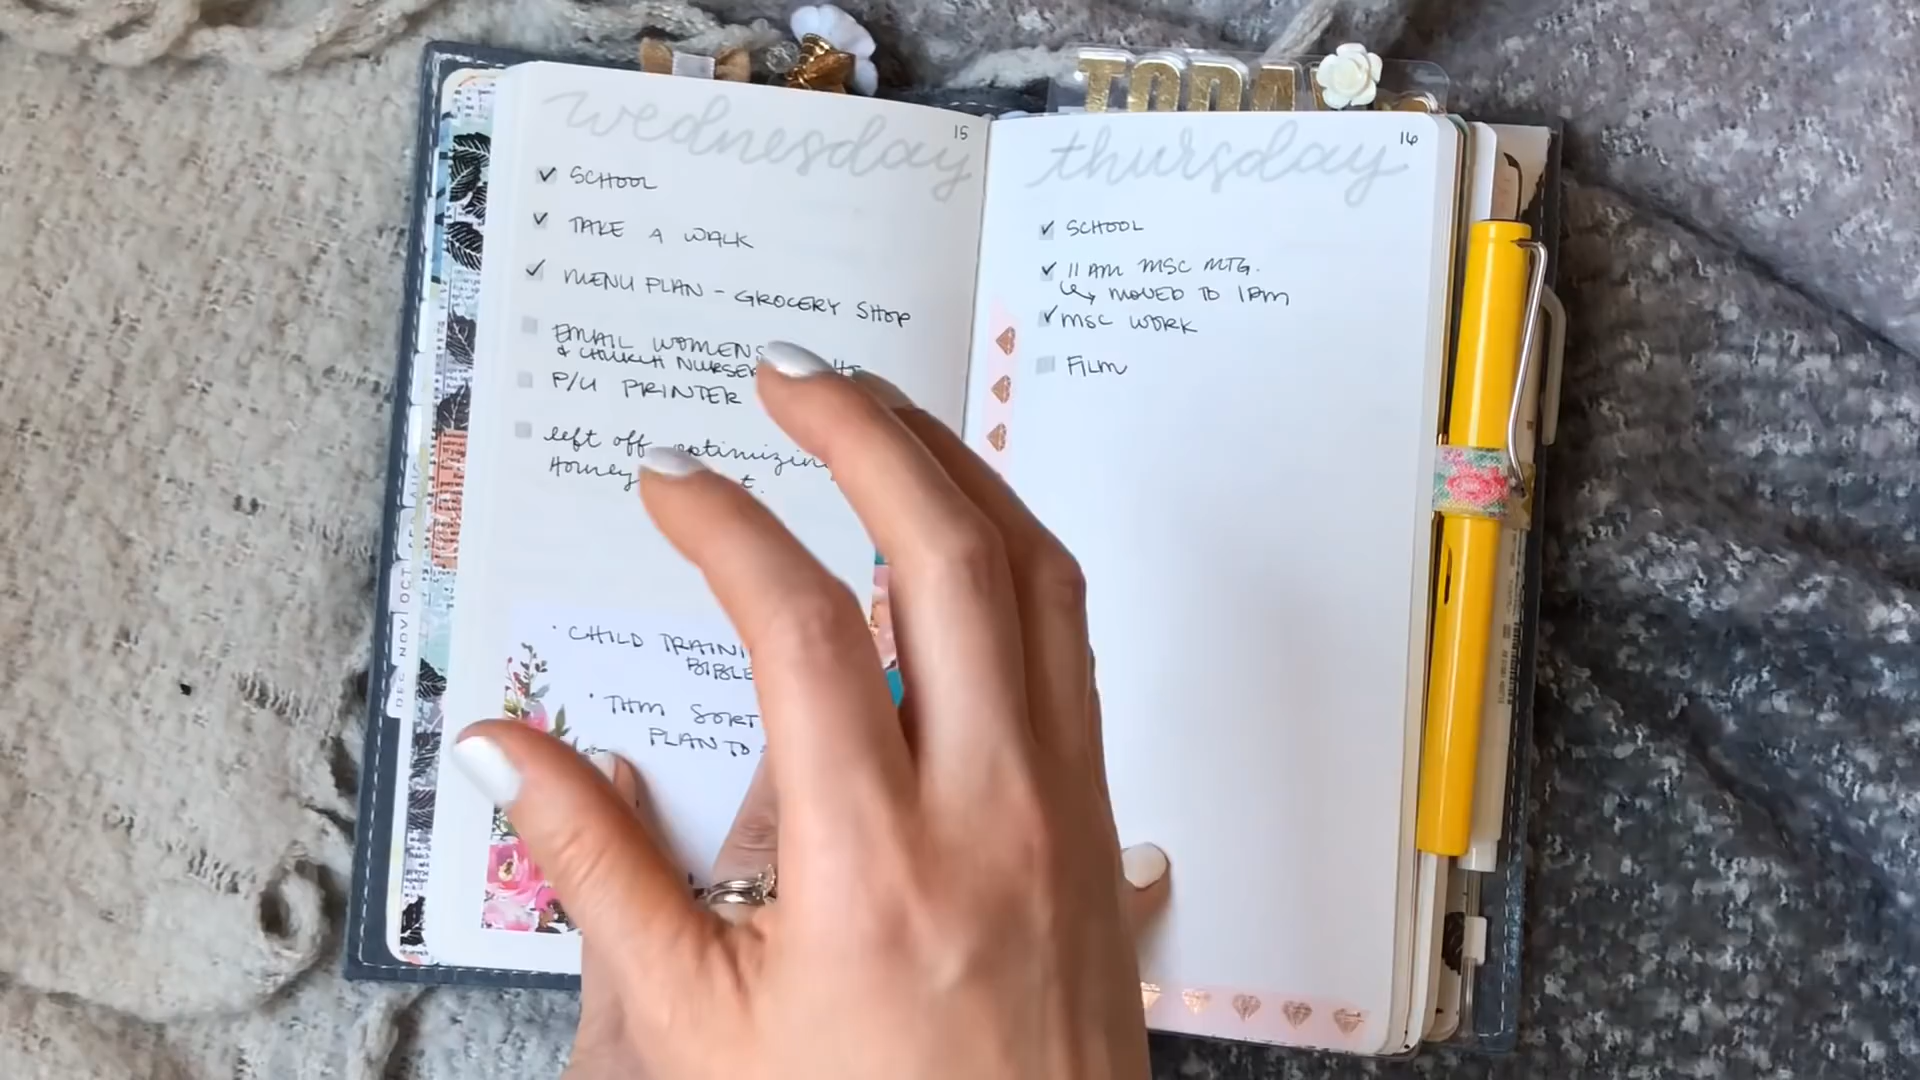 TODA
wednesday
15
SCHOOL
TAKE A WALK
MENU PLAN - GROCERY SHOP
EMAIL WOMENS
& CHURCH NURSER
P/U PRINTER
left off optimizing
t.
• CHILD TRAINI
BIBLE
• THM SORT
PLAN TO
thursday
16
SCHOOL
11 AM MSC MTG.
↳ MOVED TO 1PM
MSC WORK
FILM
OCT
NOV
DEC